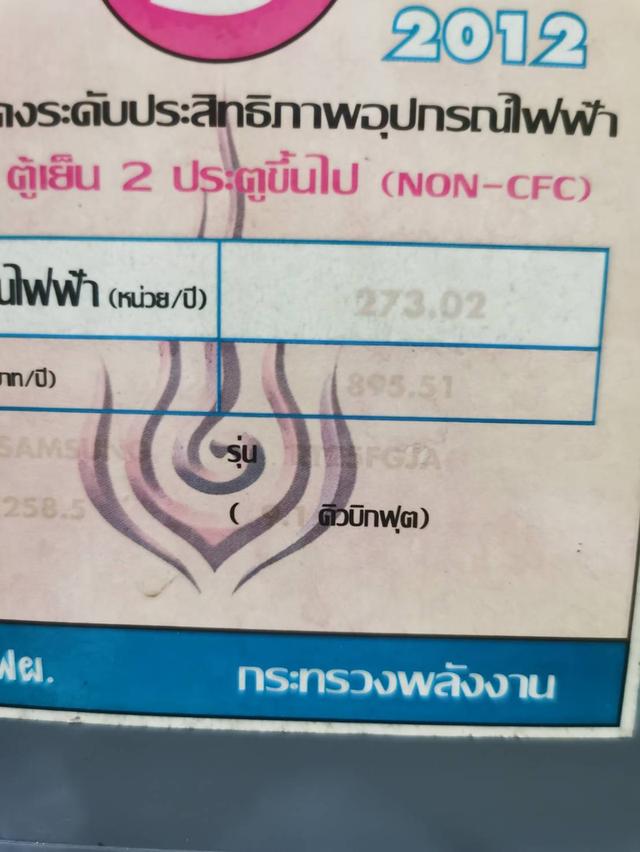 2012
แสดงระดับประสิทธิภาพอุปกรณ์ไฟฟ้า
ตู้เย็น 2 ประตูขึ้นไป (NON-CFC)
ไฟฟ้า (หน่วย/ปี) 273.02
บาท/ปี) 895.51
SAMSUNG รุ่น
258.5 ( 9.1 คิวบิกฟุต)
กฟผ. กระทรวงพลังงาน